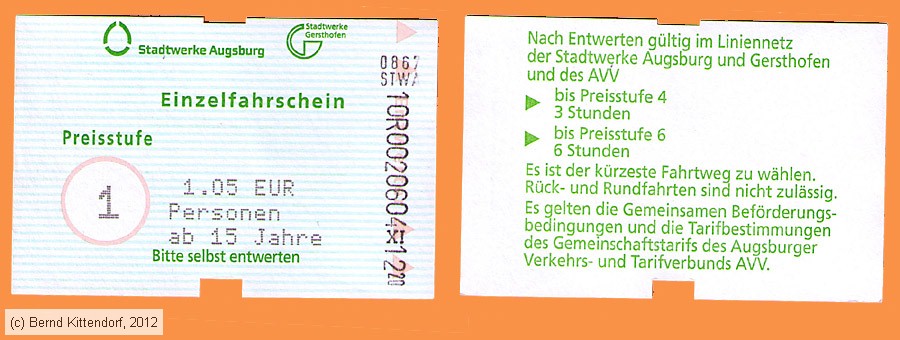 Stadtwerke Augsburg
Stadtwerke
Gersthofen
Einzelfahrschein
Preisstufe
1
1.05 EUR
Personen
ab 15 Jahre
Bitte selbst entwerten
0867
STWA
Nach Entwerten gültig im Liniennetz
der Stadtwerke Augsburg und Gersthofen
und des AVV
bis Preisstufe 4
3 Stunden
bis Preisstufe 6
6 Stunden
Es ist der kürzeste Fahrtweg zu wählen.
Rück- und Rundfahrten sind nicht zulässig.
Es gelten die Gemeinsamen Beförderungs-
bedingungen und die Tarifbestimmungen
des Gemeinschaftstarifs des Augsburger
Verkehrs- und Tarifverbunds AVV.
(c) Bernd Kittendorf, 2012